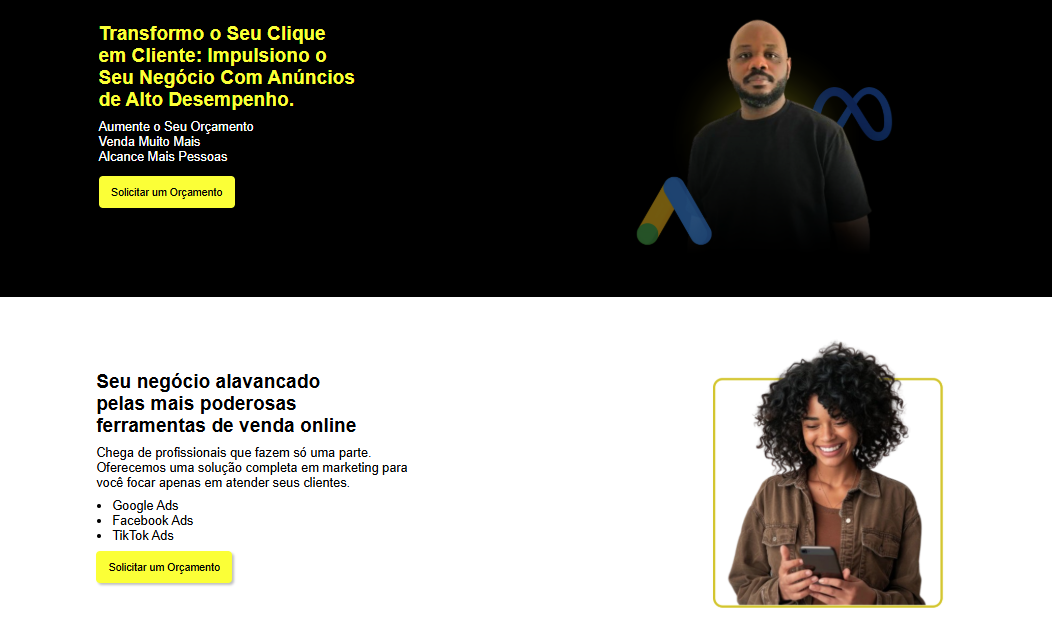 Transformo o Seu Clique
em Cliente: Impulsiono o
Seu Negócio Com Anúncios
de Alto Desempenho.
Aumente o Seu Orçamento
Venda Muito Mais
Alcance Mais Pessoas
Solicitar um Orçamento
Seu negócio alavancado
pelas mais poderosas
ferramentas de venda online
Chega de profissionais que fazem só uma parte.
Oferecemos uma solução completa em marketing para
você focar apenas em atender seus clientes.
• Google Ads
• Facebook Ads
• TikTok Ads
Solicitar um Orçamento